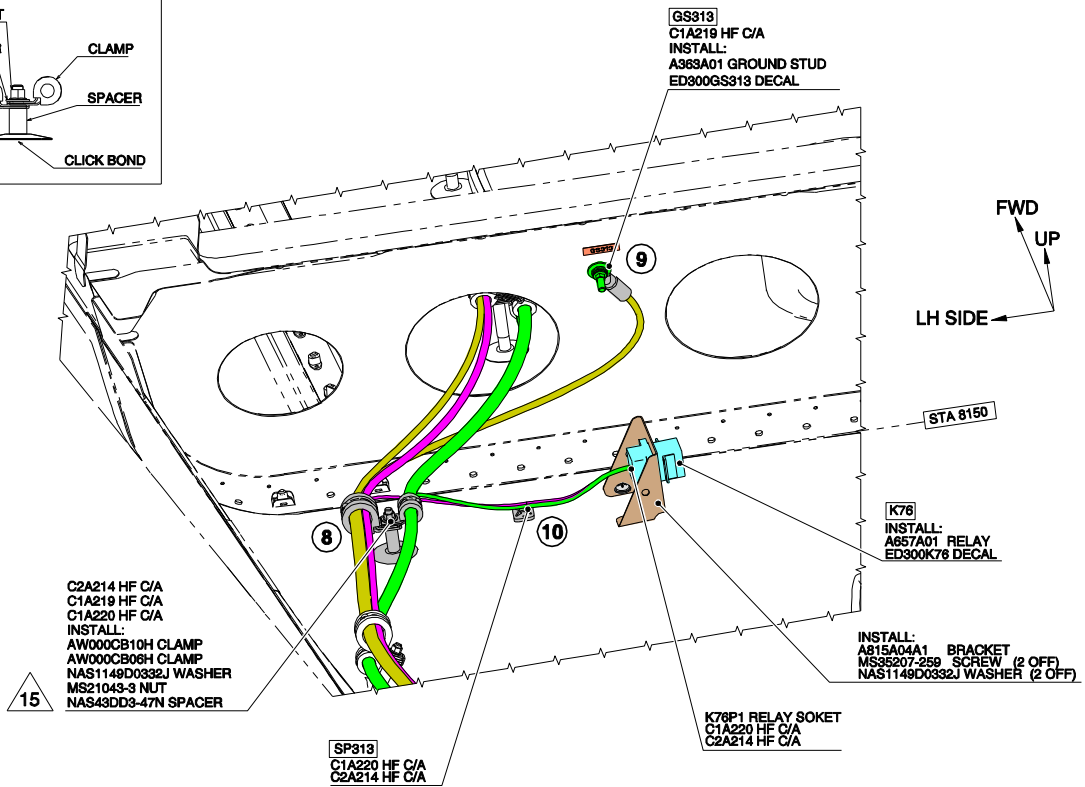 CLAMP
SPACER
CLICK BOND
GS313
C1A219 HF C/A
INSTALL:
A363A01 GROUND STUD
ED300GS313 DECAL
FWD
UP
LH SIDE
GS313
9
STA 8150
8
10
K76
INSTALL:
A657A01 RELAY
ED300K76 DECAL
C2A214 HF C/A
C1A219 HF C/A
C1A220 HF C/A
INSTALL:
AW000CB10H CLAMP
AW000CB06H CLAMP
NAS1149D0332J WASHER
MS21043-3 NUT
NAS43DD3-47N SPACER
15
INSTALL:
A815A04A1 BRACKET
MS35207-259 SCREW (2 OFF)
NAS1149D0332J WASHER (2 OFF)
K76P1 RELAY SOKET
C1A220 HF C/A
C2A214 HF C/A
SP313
C1A220 HF C/A
C2A214 HF C/A